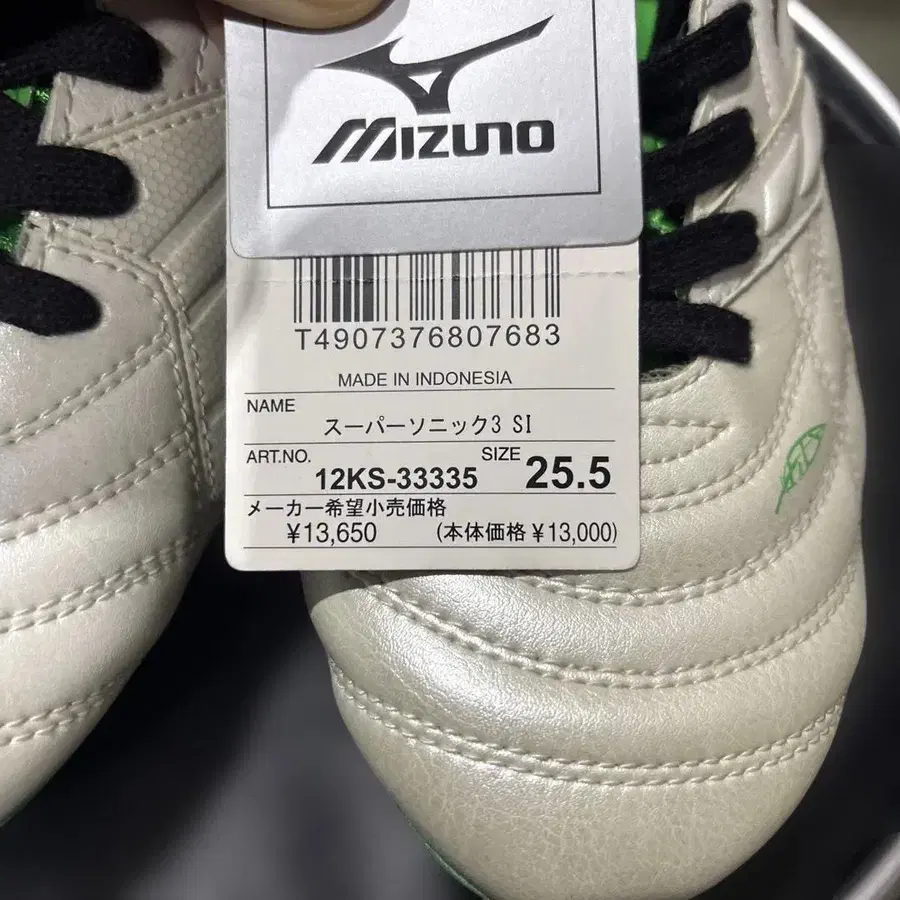 MIZUNO
T4907376807683
MADE IN INDONESIA
NAME
スーパーソニック3 SI
ART.NO. 12KS-33335 SIZE 25.5
メーカー希望小売価格
¥13,650 (本体価格¥13,000)